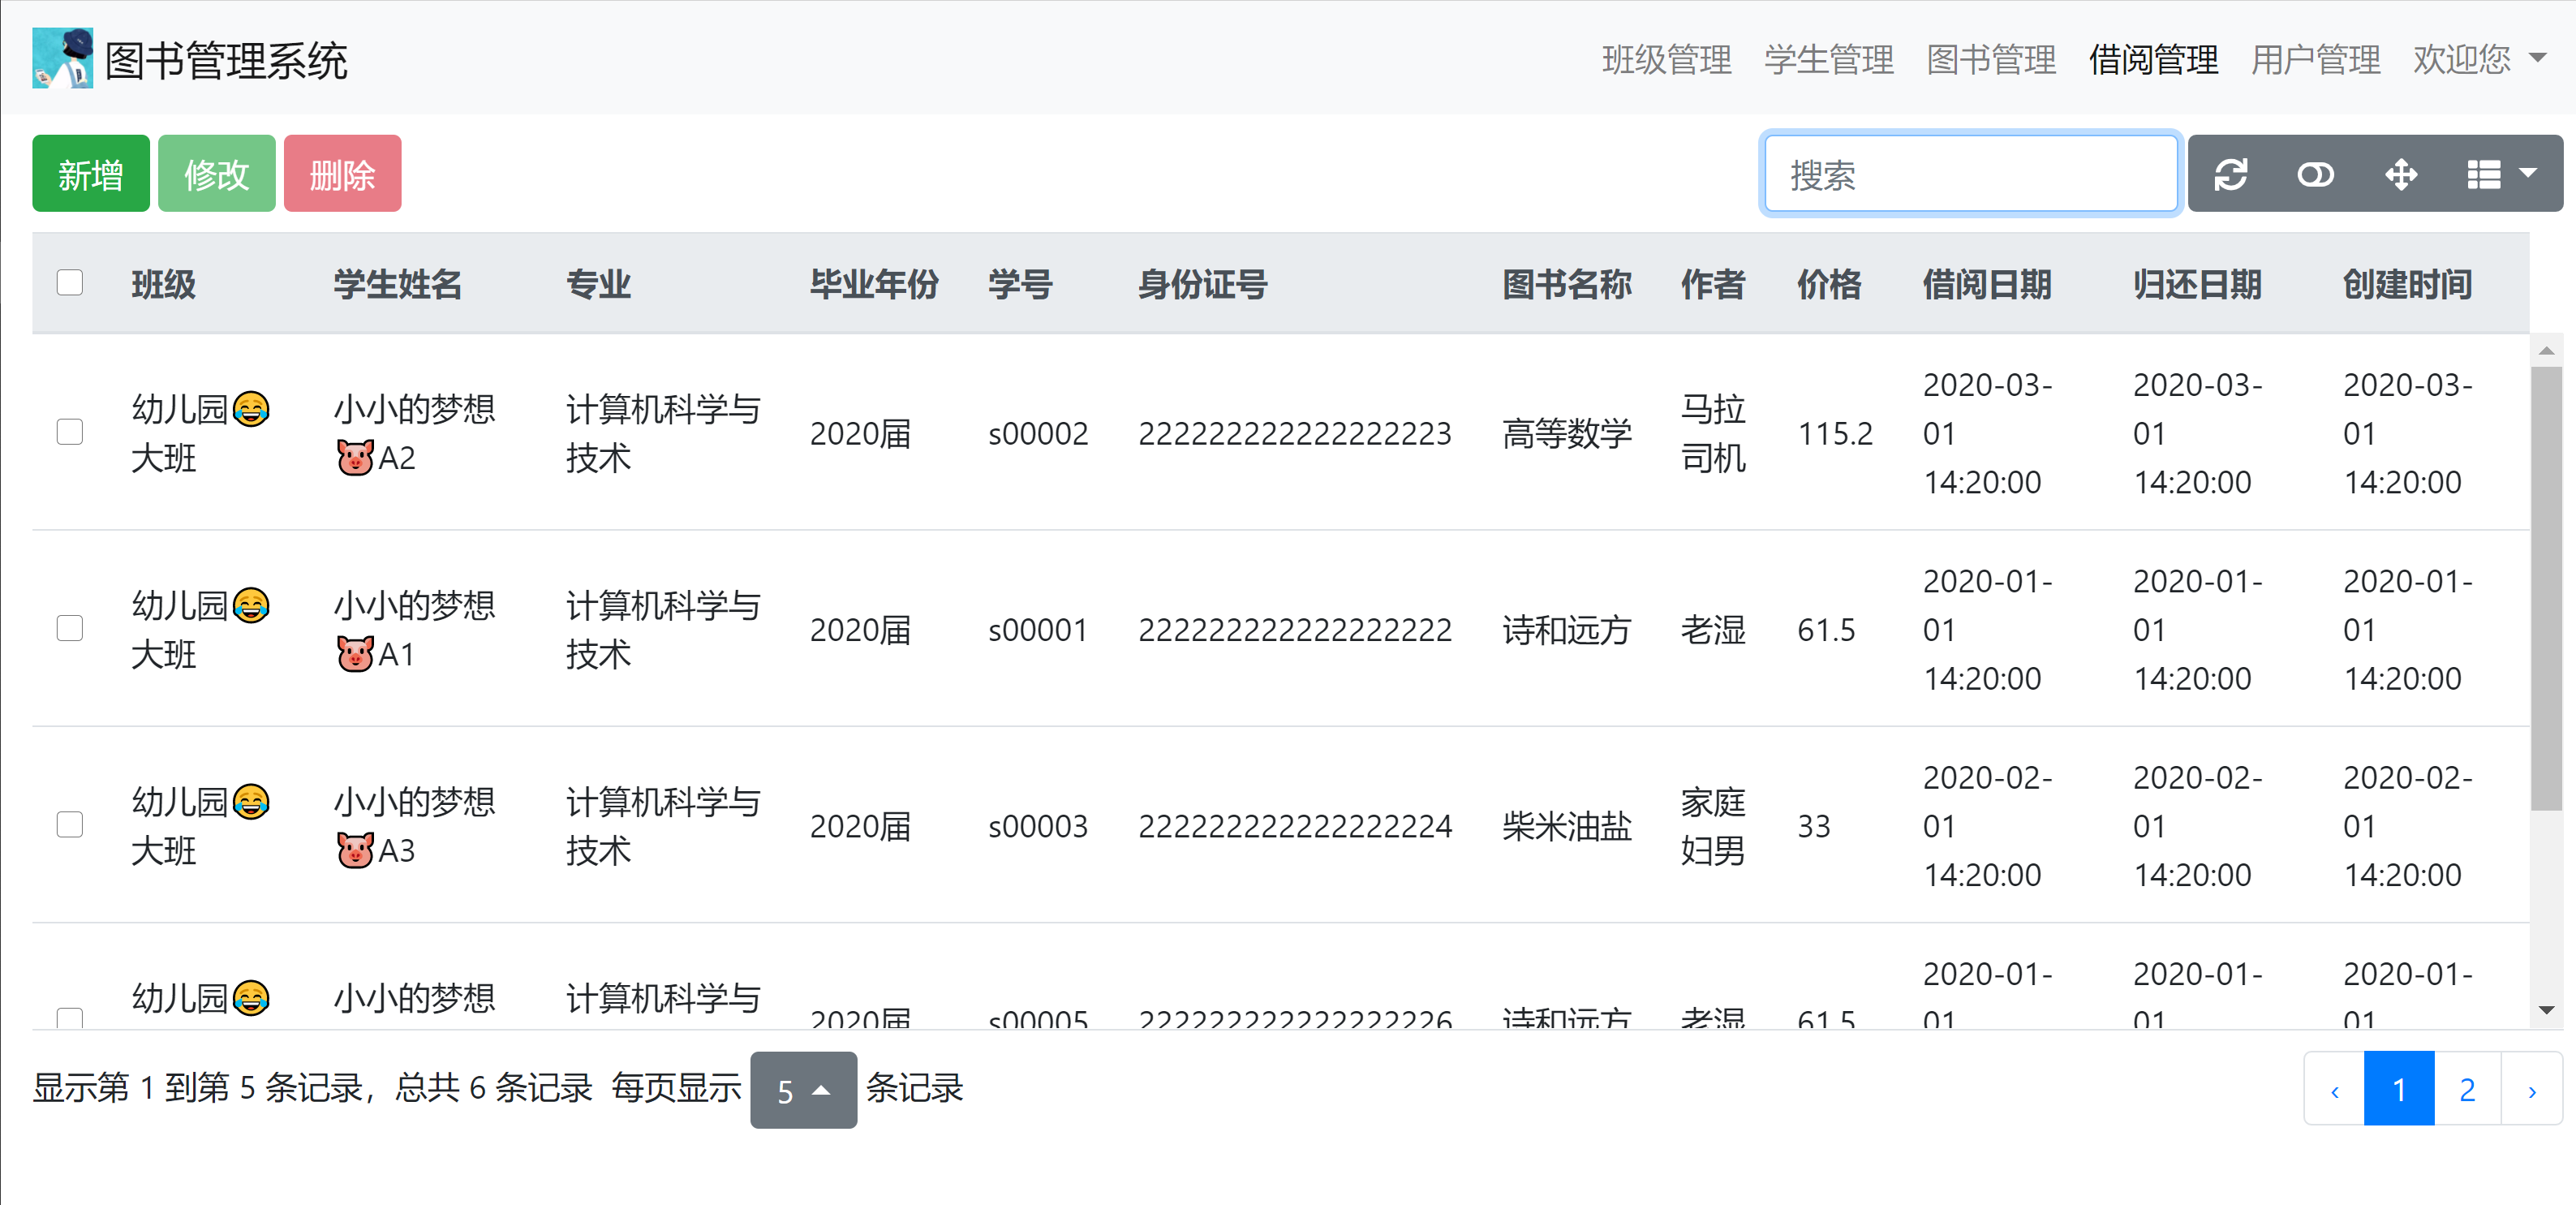 图书管理系统 班级管理 学生管理 图书管理 借阅管理 用户管理 欢迎您
新增 修改 删除 搜索
班级 学生姓名 专业 毕业年份 学号 身份证号 图书名称 作者 价格 借阅日期 归还日期 创建时间
幼儿园😂大班 小小的梦想🐷A2 计算机科学与技术 2020届 s00002 222222222222222223 高等数学 马拉司机 115.2 2020-03-01 14:20:00 2020-03-01 14:20:00 2020-03-01 14:20:00
幼儿园😂大班 小小的梦想🐷A1 计算机科学与技术 2020届 s00001 222222222222222222 诗和远方 老湿 61.5 2020-01-01 14:20:00 2020-01-01 14:20:00 2020-01-01 14:20:00
幼儿园😂大班 小小的梦想🐷A3 计算机科学与技术 2020届 s00003 222222222222222224 柴米油盐 家庭妇男 33 2020-02-01 14:20:00 2020-02-01 14:20:00 2020-02-01 14:20:00
幼儿园😂 小小的梦想 计算机科学与 2020届 s00005 222222222222222226 诗和远方 老湿 61.5 2020-01-01 2020-01-01 2020-01-01
显示第 1 到第 5 条记录，总共 6 条记录 每页显示 5 条记录 ‹ 1 2 ›